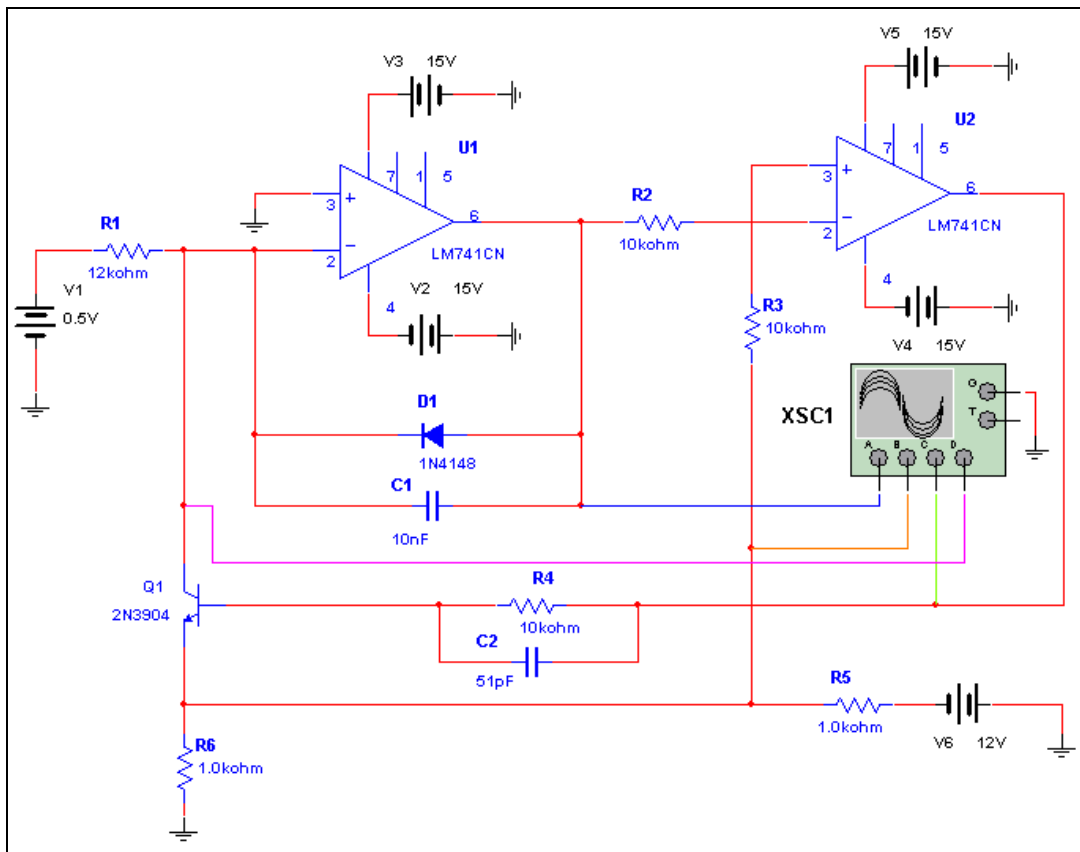 V5 15V
V3 15V
U2
U1
7 1 5
7 1 5
3 +
6
R2
3 +
6
R1
− LM741CN
10kohm
− LM741CN
2
2
12kohm
V1
V2 15V
0.5V
4
R3
4
10kohm
V4 15V
D1
XSC1
G
T
A B C D
1N4148
C1
10nF
R4
Q1
2N3904
10kohm
C2
51pF
R5
R6
1.0kohm
V6 12V
1.0kohm